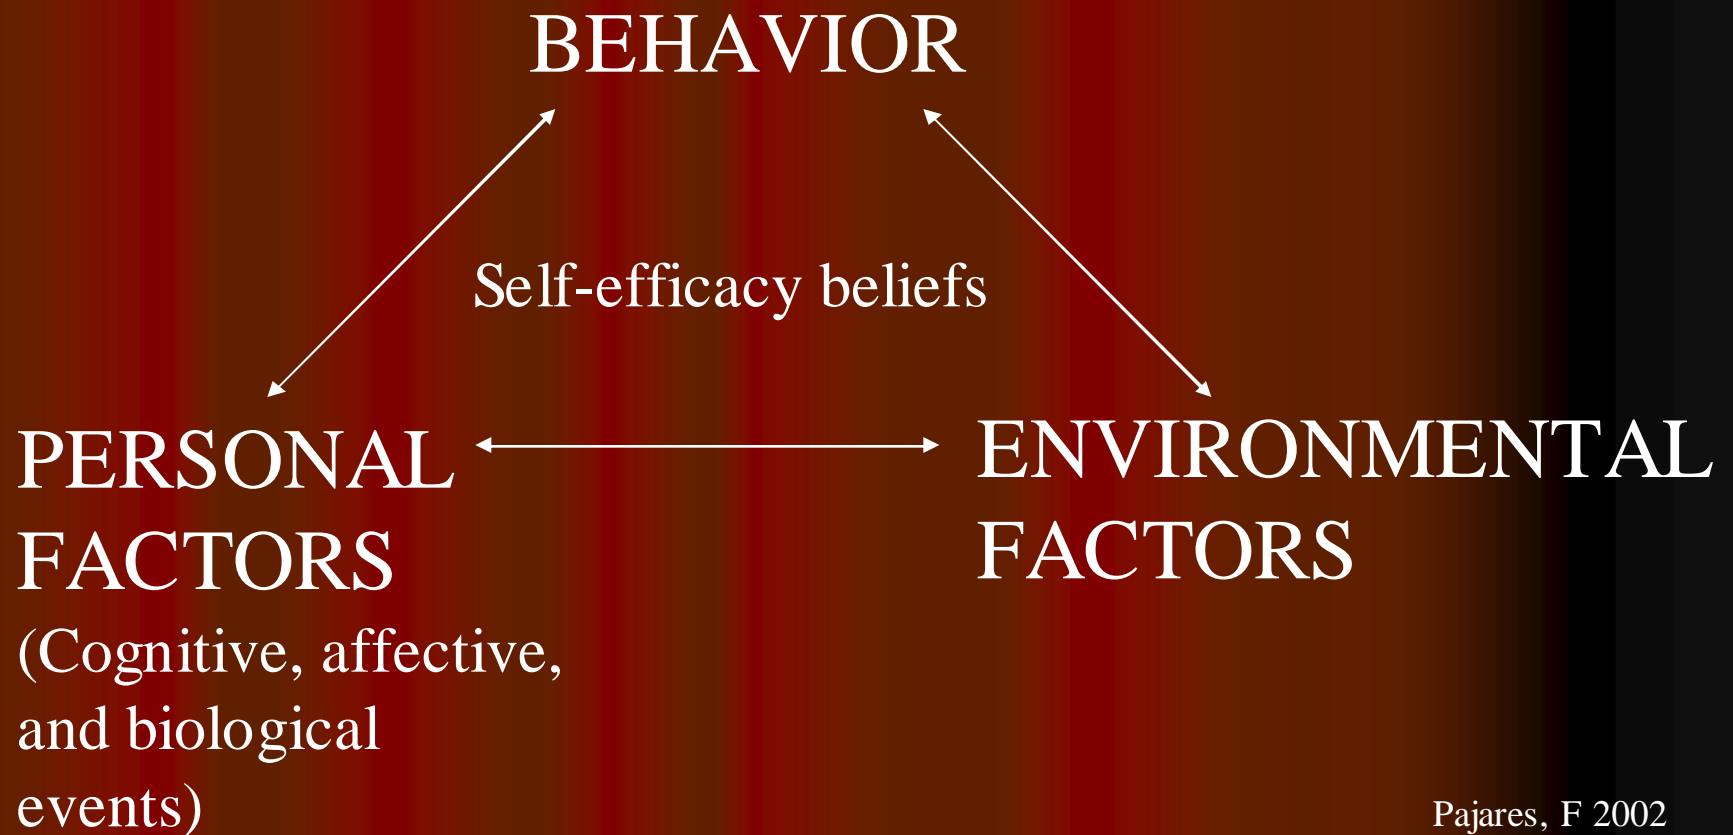 BEHAVIOR
Self-efficacy beliefs
PERSONAL
FACTORS
(Cognitive, affective,
and biological
events)
ENVIRONMENTAL
FACTORS
Pajares, F 2002